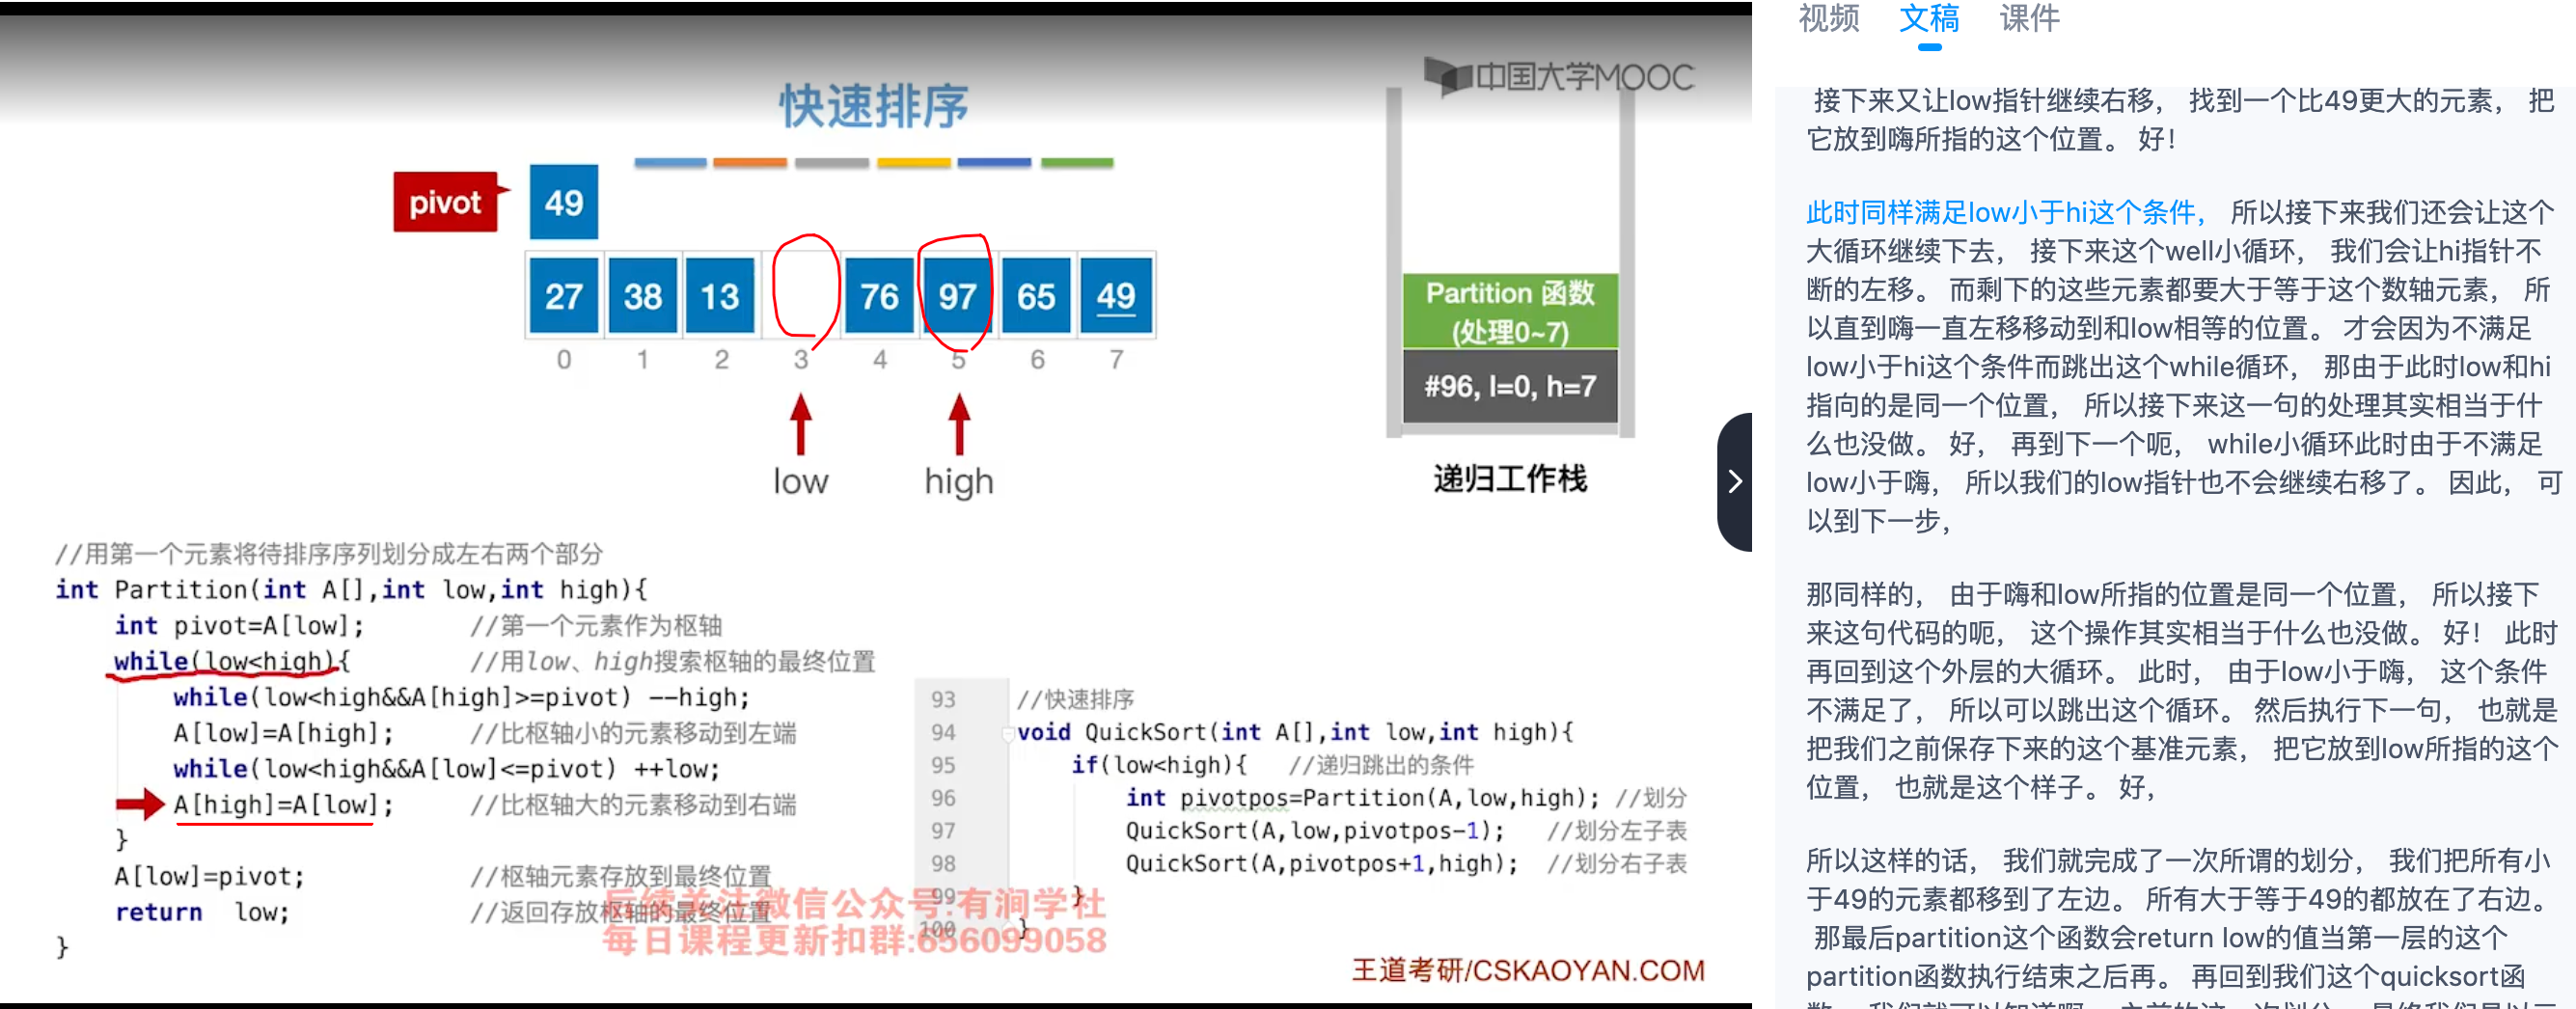 中国大学MOOC
快速排序
pivot
49
27 38 13 76 97 65 49
0 1 2 3 4 5 6 7
low high
Partition 函数
(处理0~7)
#96, l=0, h=7
递归工作栈
//用第一个元素将待排序序列划分成左右两个部分
int Partition(int A[],int low,int high){
int pivot=A[low]; //第一个元素作为枢轴
while(low<high){ //用low、high搜索枢轴的最终位置
while(low<high&&A[high]>=pivot) --high;
A[low]=A[high]; //比枢轴小的元素移动到左端
while(low<high&&A[low]<=pivot) ++low;
A[high]=A[low]; //比枢轴大的元素移动到右端
}
A[low]=pivot; //枢轴元素存放到最终位置
return low; //返回存放枢轴的最终位置
}
93 //快速排序
94 void QuickSort(int A[],int low,int high){
95 if(low<high){ //递归跳出的条件
96 int pivotpos=Partition(A,low,high); //划分
97 QuickSort(A,low,pivotpos-1); //划分左子表
98 QuickSort(A,pivotpos+1,high); //划分右子表
99 }
100 }
后续关注微信公众号:有涧学社
每日课程更新扣群:656099058
王道考研/CSKAOYAN.COM
视频 文稿 课件
接下来又让low指针继续右移， 找到一个比49更大的元素， 把
它放到嗨所指的这个位置。 好！
此时同样满足low小于hi这个条件， 所以接下来我们还会让这个
大循环继续下去， 接下来这个well小循环， 我们会让hi指针不
断的左移。 而剩下的这些元素都要大于等于这个数轴元素， 所
以直到嗨一直左移移动到和low相等的位置。 才会因为不满足
low小于hi这个条件而跳出这个while循环， 那由于此时low和hi
指向的是同一个位置， 所以接下来这一句的处理其实相当于什
么也没做。 好， 再到下一个呃， while小循环此时由于不满足
low小于嗨， 所以我们的low指针也不会继续右移了。 因此， 可
以到下一步，
那同样的， 由于嗨和low所指的位置是同一个位置， 所以接下
来这句代码的呃， 这个操作其实相当于什么也没做。 好！ 此时
再回到这个外层的大循环。 此时， 由于low小于嗨， 这个条件
不满足了， 所以可以跳出这个循环。 然后执行下一句， 也就是
把我们之前保存下来的这个基准元素， 把它放到low所指的这个
位置， 也就是这个样子。 好，
所以这样的话， 我们就完成了一次所谓的划分， 我们把所有小
于49的元素都移到了左边。 所有大于等于49的都放在了右边。
那最后partition这个函数会return low的值当第一层的这个
partition函数执行结束之后再。 再回到我们这个quicksort函